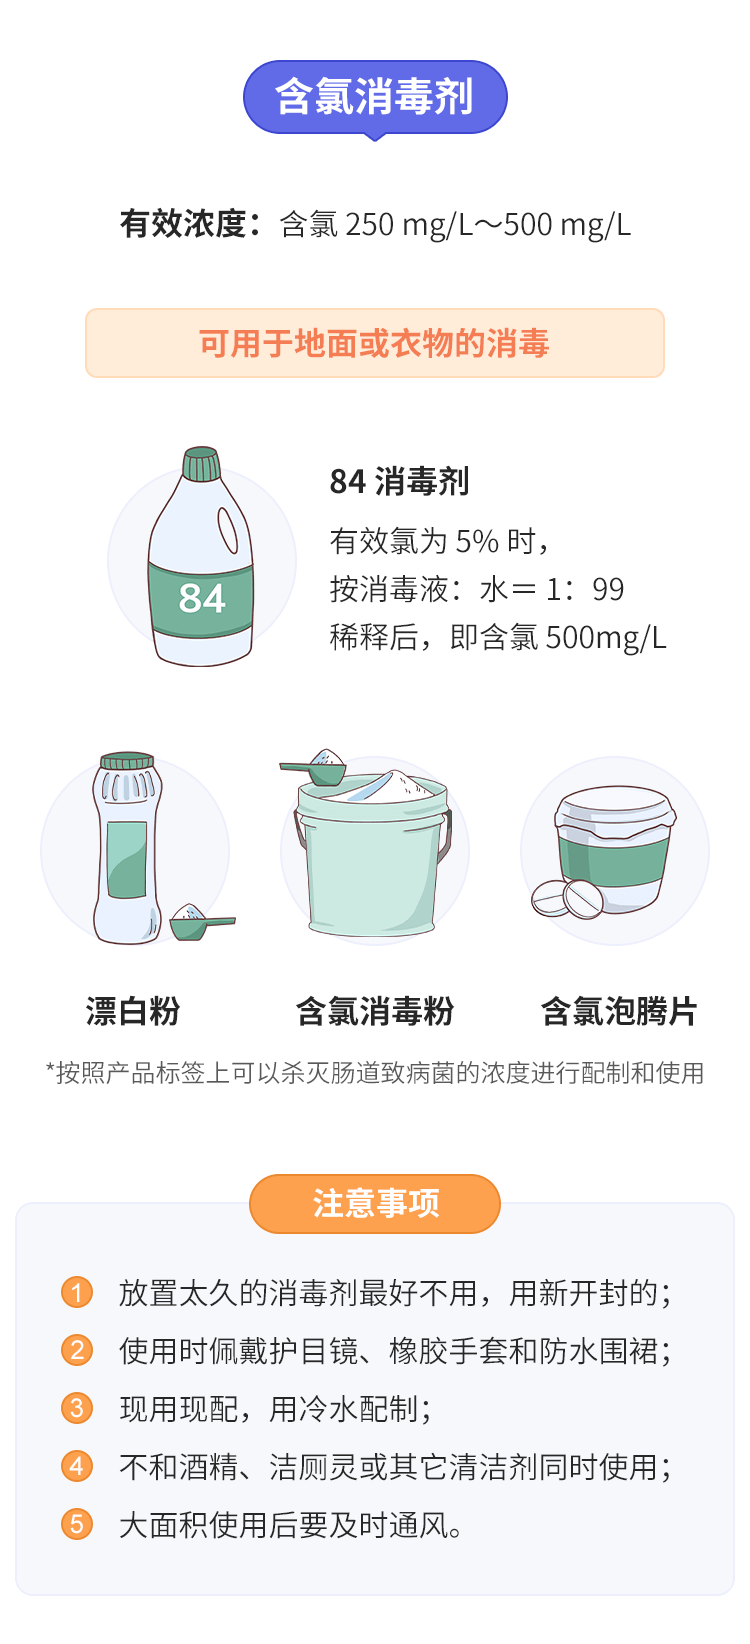 含氯消毒剂
有效浓度：含氯 250 mg/L～500 mg/L
可用于地面或衣物的消毒
84 消毒剂
有效氯为 5% 时，
按消毒液：水＝ 1：99
稀释后，即含氯 500mg/L
84
漂白粉
含氯消毒粉
含氯泡腾片
*按照产品标签上可以杀灭肠道致病菌的浓度进行配制和使用
注意事项
1 放置太久的消毒剂最好不用，用新开封的；
2 使用时佩戴护目镜、橡胶手套和防水围裙；
3 现用现配，用冷水配制；
4 不和酒精、洁厕灵或其它清洁剂同时使用；
5 大面积使用后要及时通风。